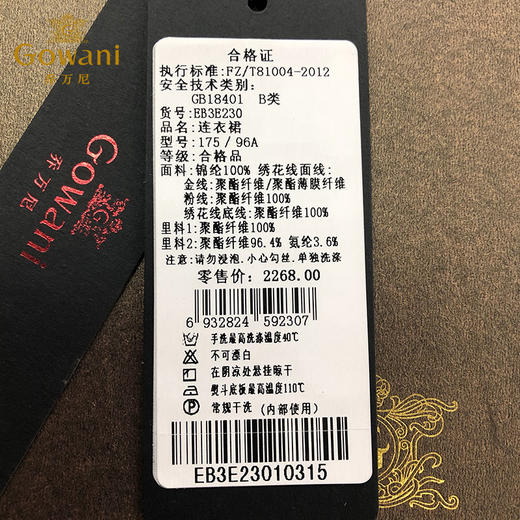 Gowani
乔万尼
Gowani
乔万尼
合格证
执行标准:FZ/T81004-2012
安全技术类别:
GB18401 B类
货号:EB3E230
品名:连衣裙
型号:175/96A
等级:合格品
面料:锦纶100% 绣花线面线:
金线:聚酯纤维/聚酯薄膜纤维
粉线:聚酯纤维100%
绣花线底线:聚酯纤维100%
里料1:聚酯纤维100%
里料2:聚酯纤维96.4% 氨纶3.6%
注意:请勿浸泡.小心勾丝.单独洗涤
零售价:2268.00
6 932824 592307
手洗最高洗涤温度40℃
不可漂白
在阴凉处悬挂晾干
熨斗底板最高温度110℃
常规干洗 (内部使用)
EB3E23010315